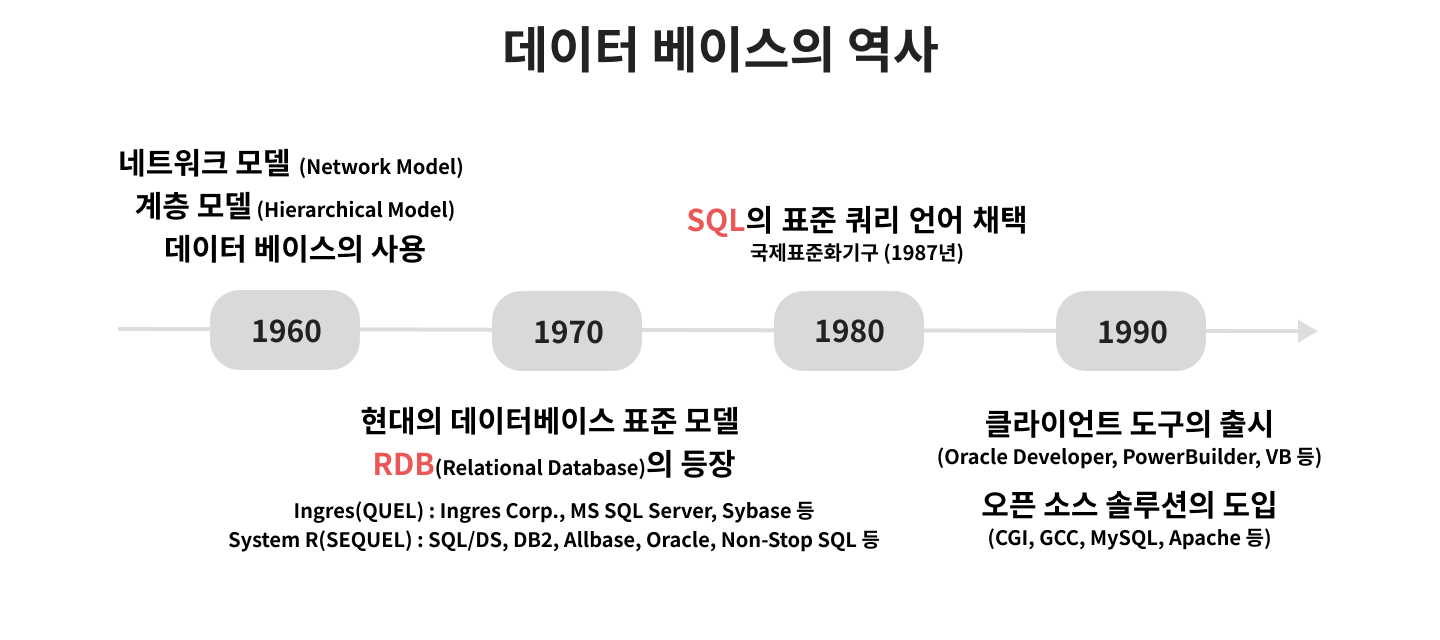 데이터 베이스의 역사
네트워크 모델 (Network Model)
계층 모델 (Hierarchical Model)
데이터 베이스의 사용
SQL의 표준 쿼리 언어 채택
국제표준화기구 (1987년)
1960
1970
1980
1990
현대의 데이터베이스 표준 모델
RDB(Relational Database)의 등장
Ingres(QUEL) : Ingres Corp., MS SQL Server, Sybase 등
System R(SEQUEL) : SQL/DS, DB2, Allbase, Oracle, Non-Stop SQL 등
클라이언트 도구의 출시
(Oracle Developer, PowerBuilder, VB 등)
오픈 소스 솔루션의 도입
(CGI, GCC, MySQL, Apache 등)